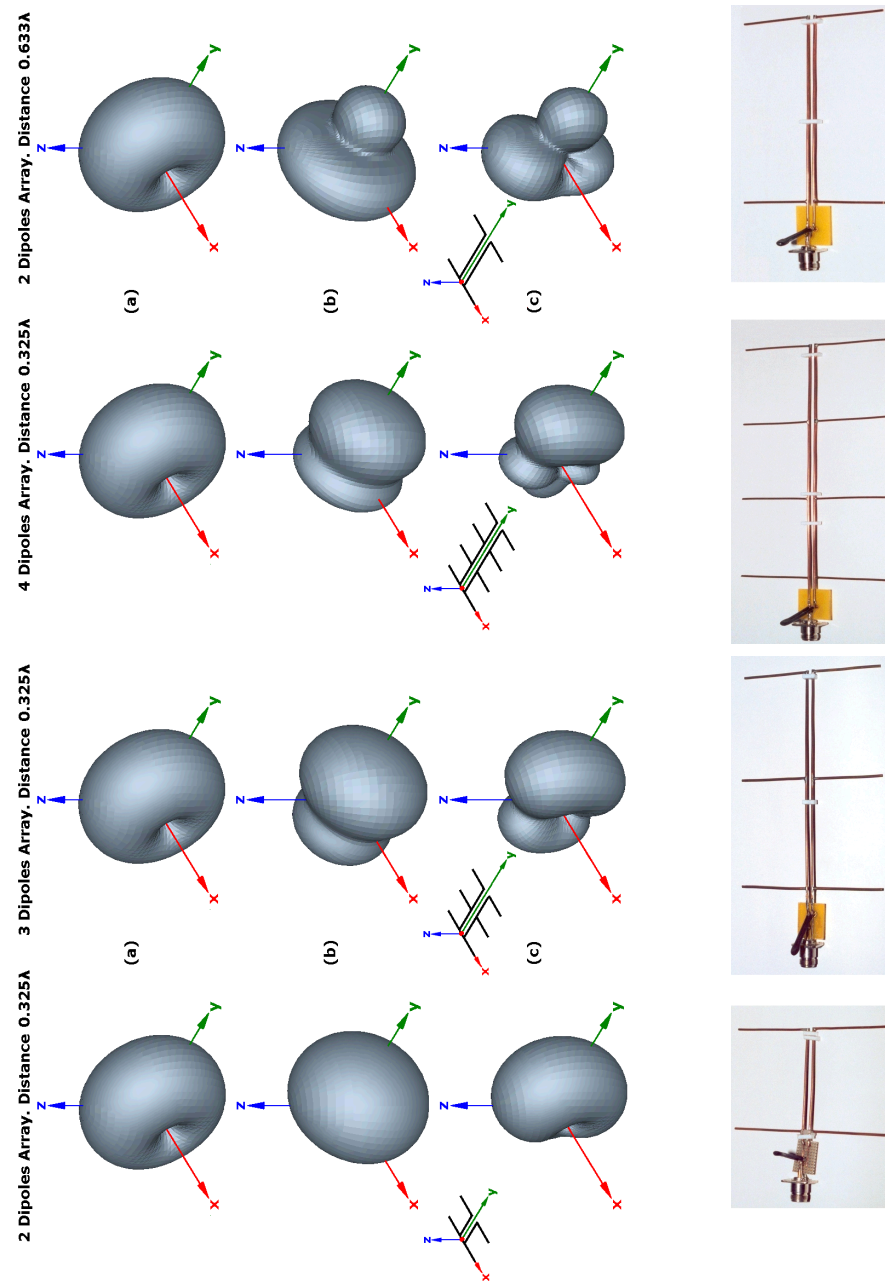 2 Dipoles Array. Distance 0.325λ
3 Dipoles Array. Distance 0.325λ
4 Dipoles Array. Distance 0.325λ
2 Dipoles Array. Distance 0.633λ
z
z
z
z
(a)
(a)
x y
x y
x y
x y
z
z
z
z
(b)
(b)
x y
x y
x y
x y
z
z
z
z
z
z
z
z
x y
x y
x y
x y
(c)
(c)
x y
x y
x y
x y